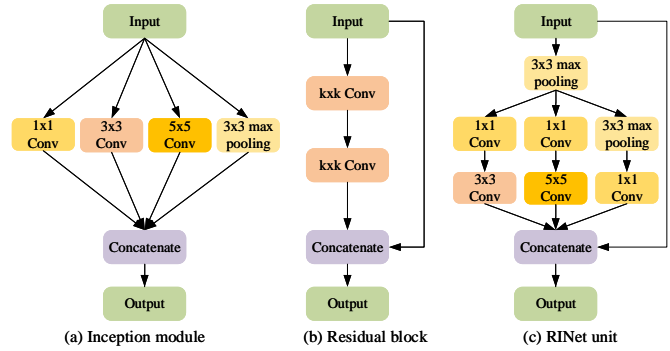 Input
1x1
Conv
3x3
Conv
5x5
Conv
3x3 max
pooling
Concatenate
Output
(a) Inception module
Input
kxk Conv
kxk Conv
Concatenate
Output
(b) Residual block
Input
3x3 max
pooling
1x1
Conv
1x1
Conv
3x3 max
pooling
3x3
Conv
5x5
Conv
1x1
Conv
Concatenate
Output
(c) RINet unit